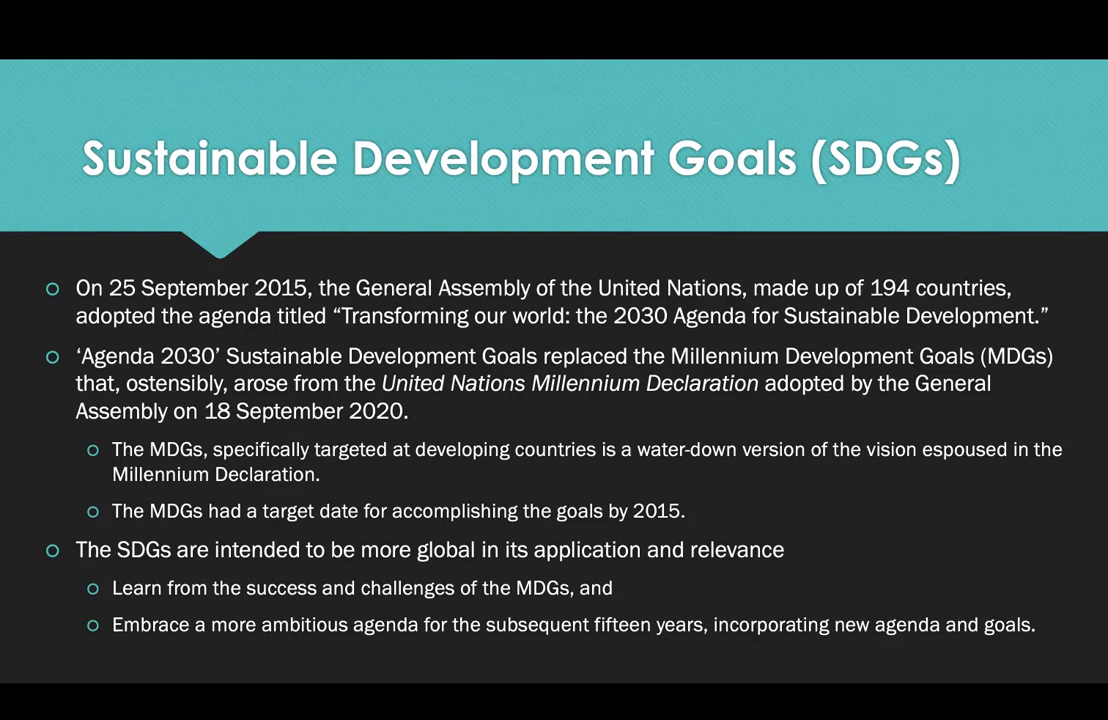 Sustainable Development Goals (SDGs)
On 25 September 2015, the General Assembly of the United Nations, made up of 194 countries,
adopted the agenda titled “Transforming our world: the 2030 Agenda for Sustainable Development.”
‘Agenda 2030’ Sustainable Development Goals replaced the Millennium Development Goals (MDGs)
that, ostensibly, arose from the United Nations Millennium Declaration adopted by the General
Assembly on 18 September 2020.
The MDGs, specifically targeted at developing countries is a water-down version of the vision espoused in the
Millennium Declaration.
The MDGs had a target date for accomplishing the goals by 2015.
The SDGs are intended to be more global in its application and relevance
Learn from the success and challenges of the MDGs, and
Embrace a more ambitious agenda for the subsequent fifteen years, incorporating new agenda and goals.